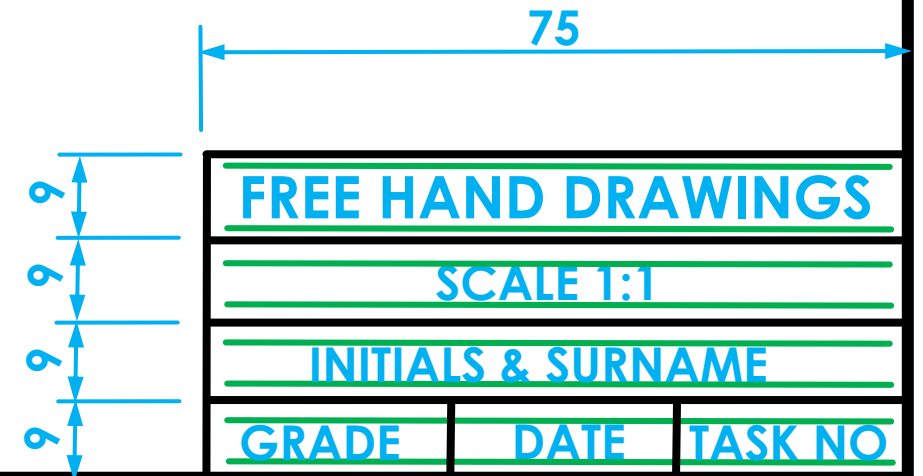 75
9
FREE HAND DRAWINGS
9
SCALE 1:1
9
INITIALS & SURNAME
9
GRADE DATE TASK NO